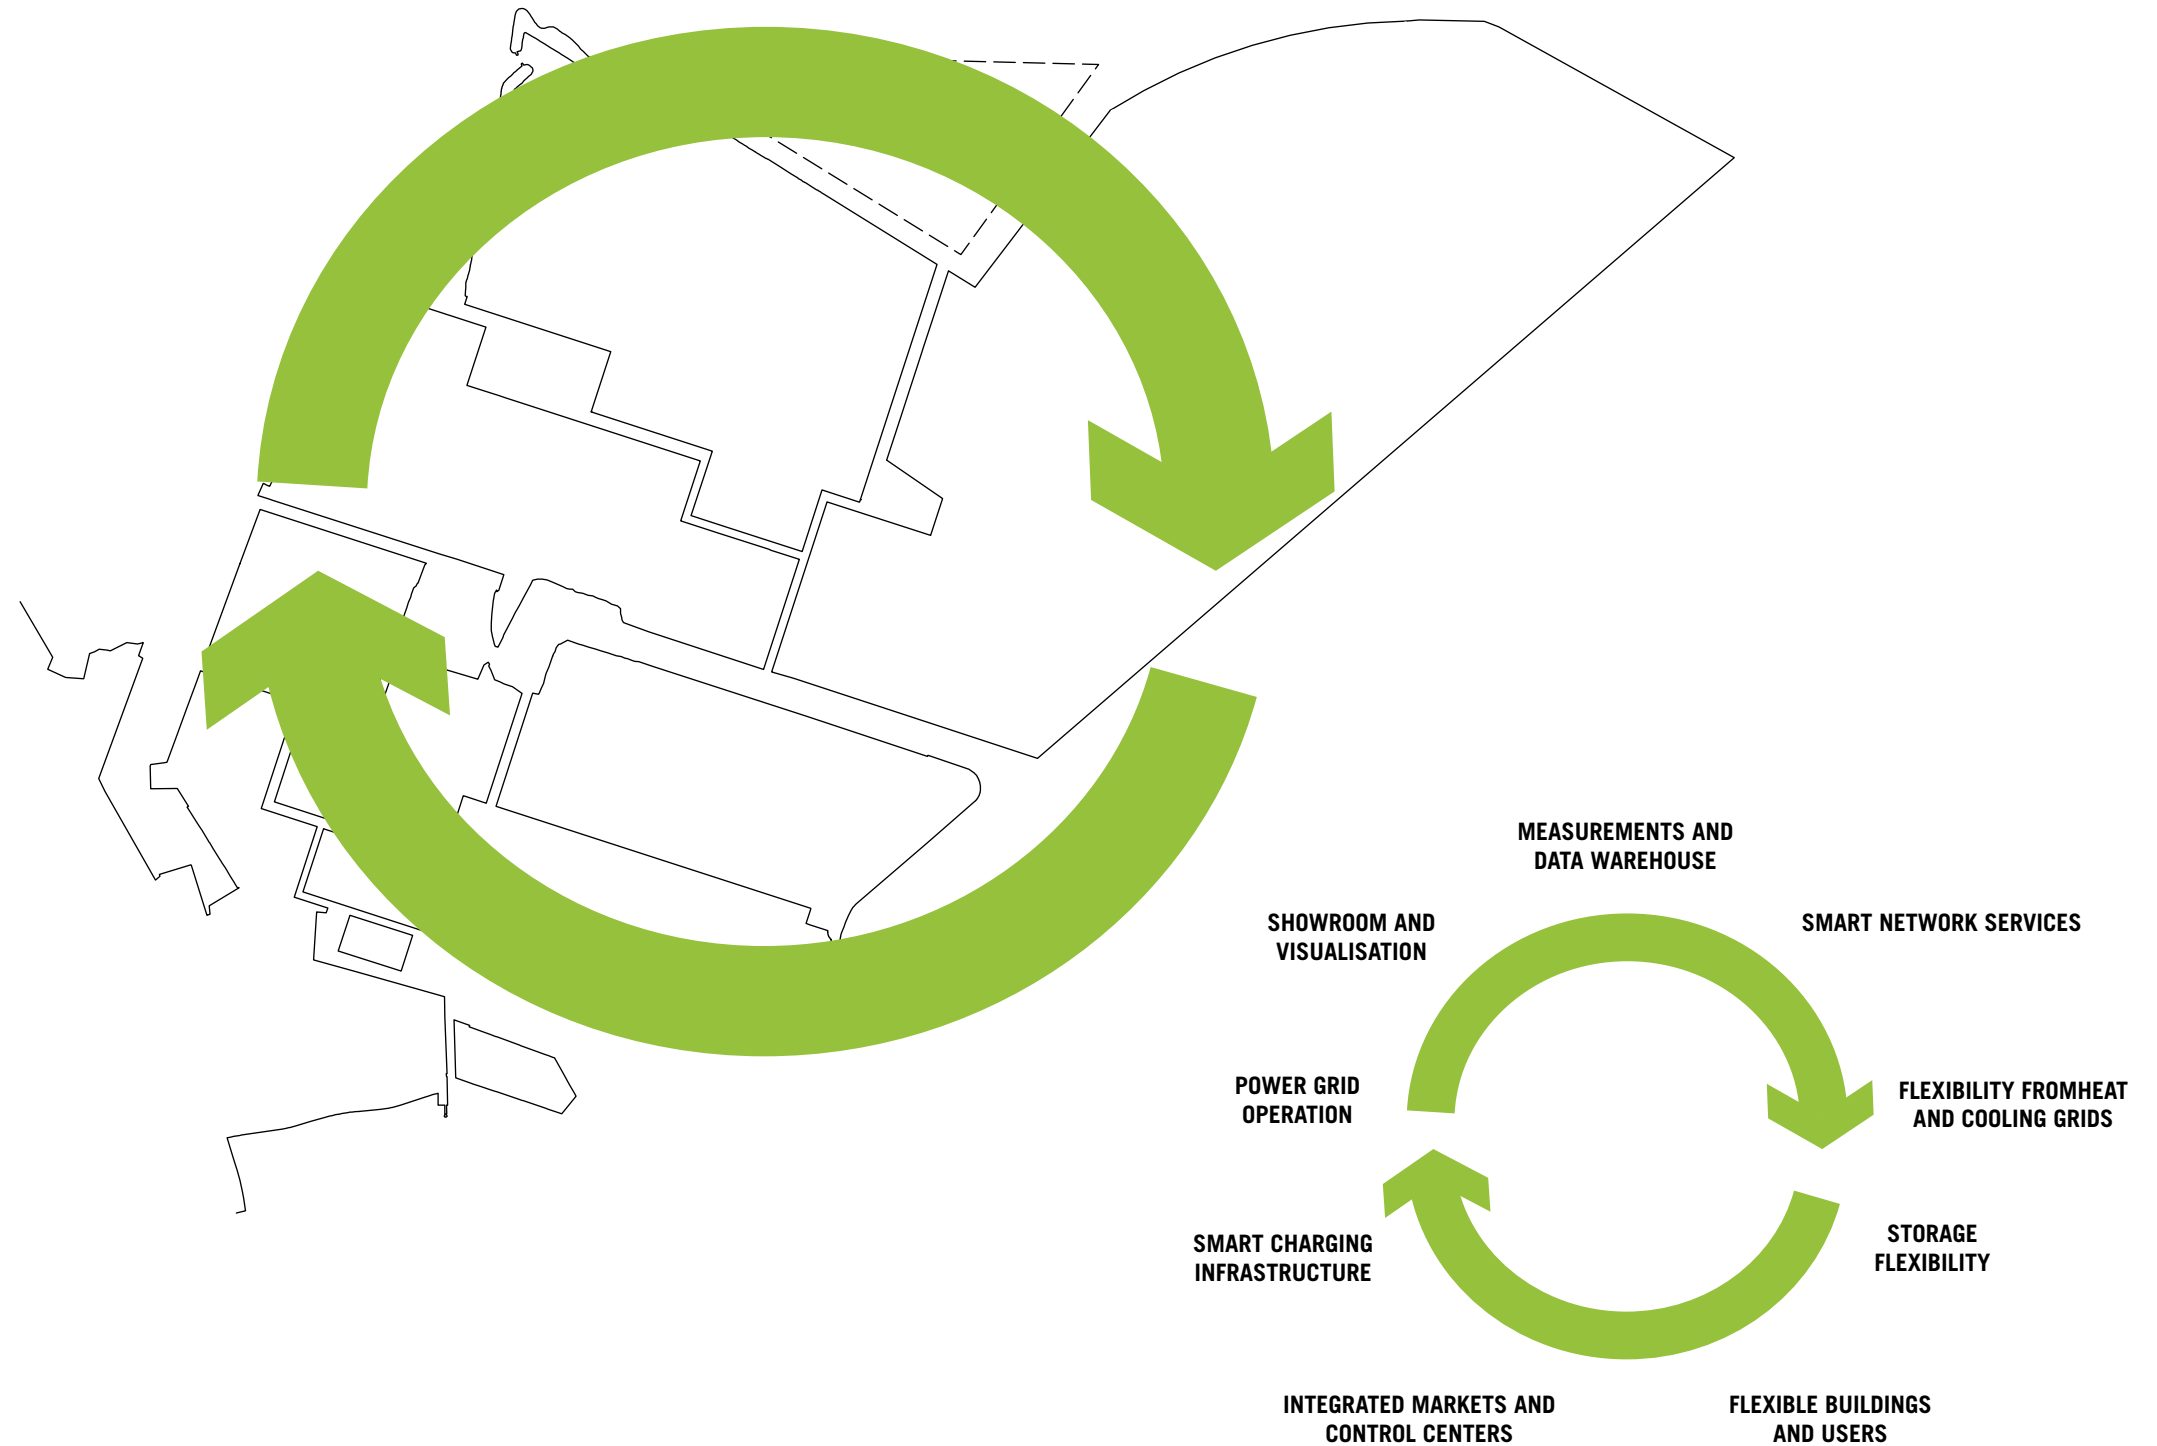 MEASUREMENTS AND
DATA WAREHOUSE
SHOWROOM AND
VISUALISATION
SMART NETWORK SERVICES
POWER GRID
OPERATION
FLEXIBILITY FROMHEAT
AND COOLING GRIDS
SMART CHARGING
INFRASTRUCTURE
STORAGE
FLEXIBILITY
INTEGRATED MARKETS AND
CONTROL CENTERS
FLEXIBLE BUILDINGS
AND USERS